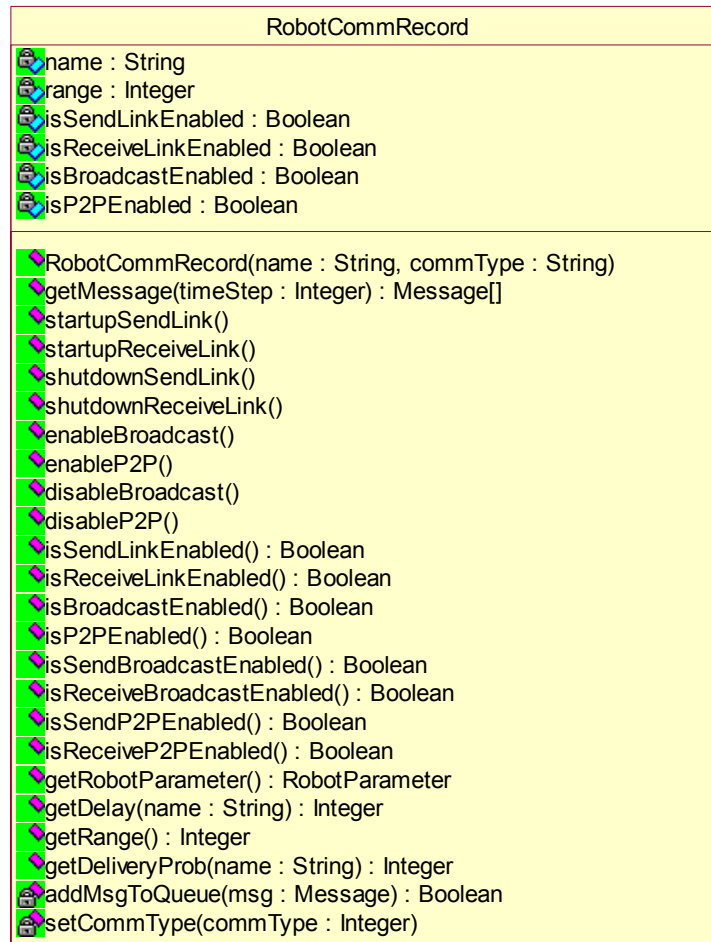 RobotCommRecord
name : String
range : Integer
isSendLinkEnabled : Boolean
isReceiveLinkEnabled : Boolean
isBroadcastEnabled : Boolean
isP2PEnabled : Boolean
RobotCommRecord(name : String, commType : String)
getMessage(timeStep : Integer) : Message[]
startupSendLink()
startupReceiveLink()
shutdownSendLink()
shutdownReceiveLink()
enableBroadcast()
enableP2P()
disableBroadcast()
disableP2P()
isSendLinkEnabled() : Boolean
isReceiveLinkEnabled() : Boolean
isBroadcastEnabled() : Boolean
isP2PEnabled() : Boolean
isSendBroadcastEnabled() : Boolean
isReceiveBroadcastEnabled() : Boolean
isSendP2PEnabled() : Boolean
isReceiveP2PEnabled() : Boolean
getRobotParameter() : RobotParameter
getDelay(name : String) : Integer
getRange() : Integer
getDeliveryProb(name : String) : Integer
addMsgToQueue(msg : Message) : Boolean
setCommType(commType : Integer)